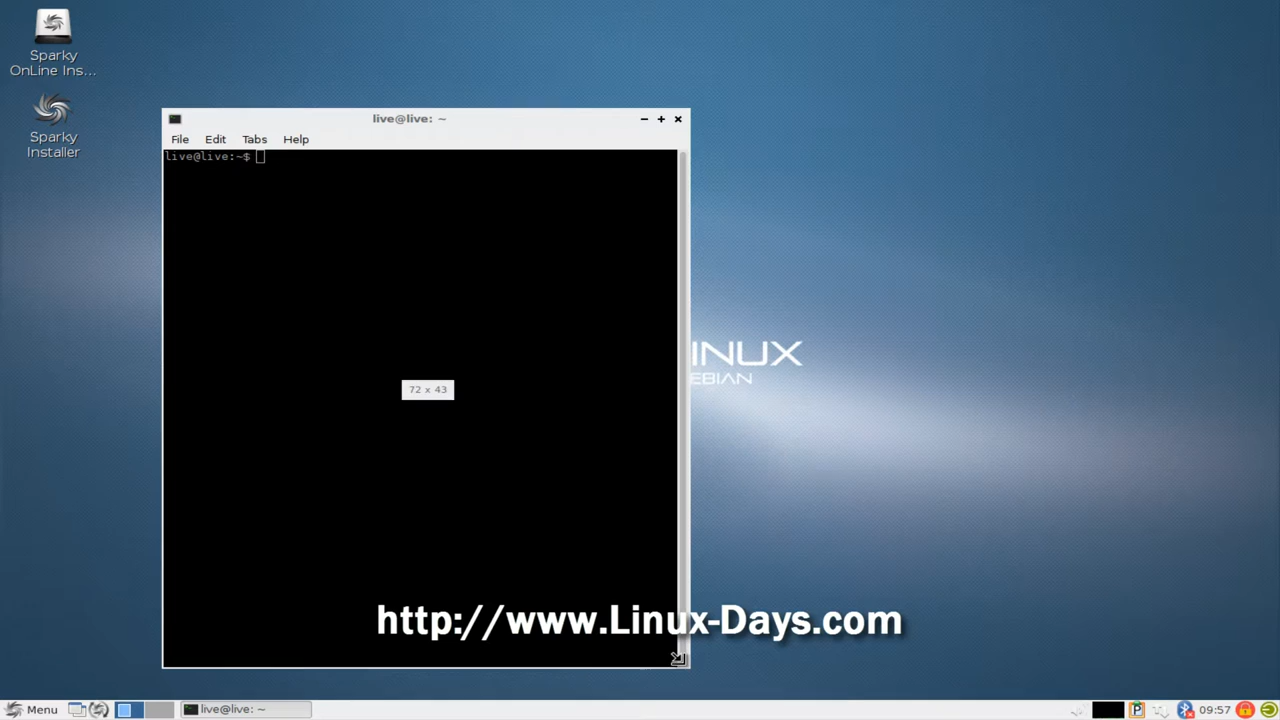 Sparky
OnLine Ins...
Sparky
Installer
live@live: ~
File Edit Tabs Help
live@live:~$
72 x 43
INUX
EBIAN
http://www.Linux-Days.com
Menu
live@live: ~
09:57